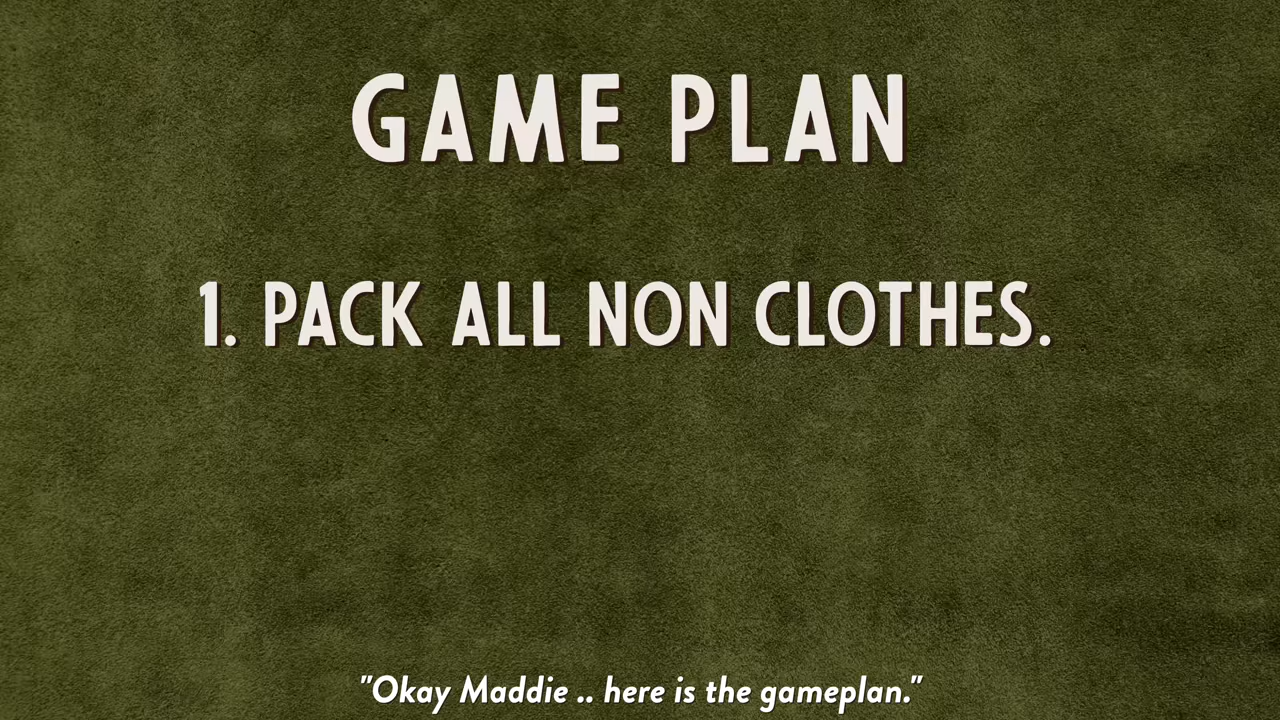 GAME PLAN
1. PACK ALL NON CLOTHES.
"Okay Maddie .. here is the gameplan."